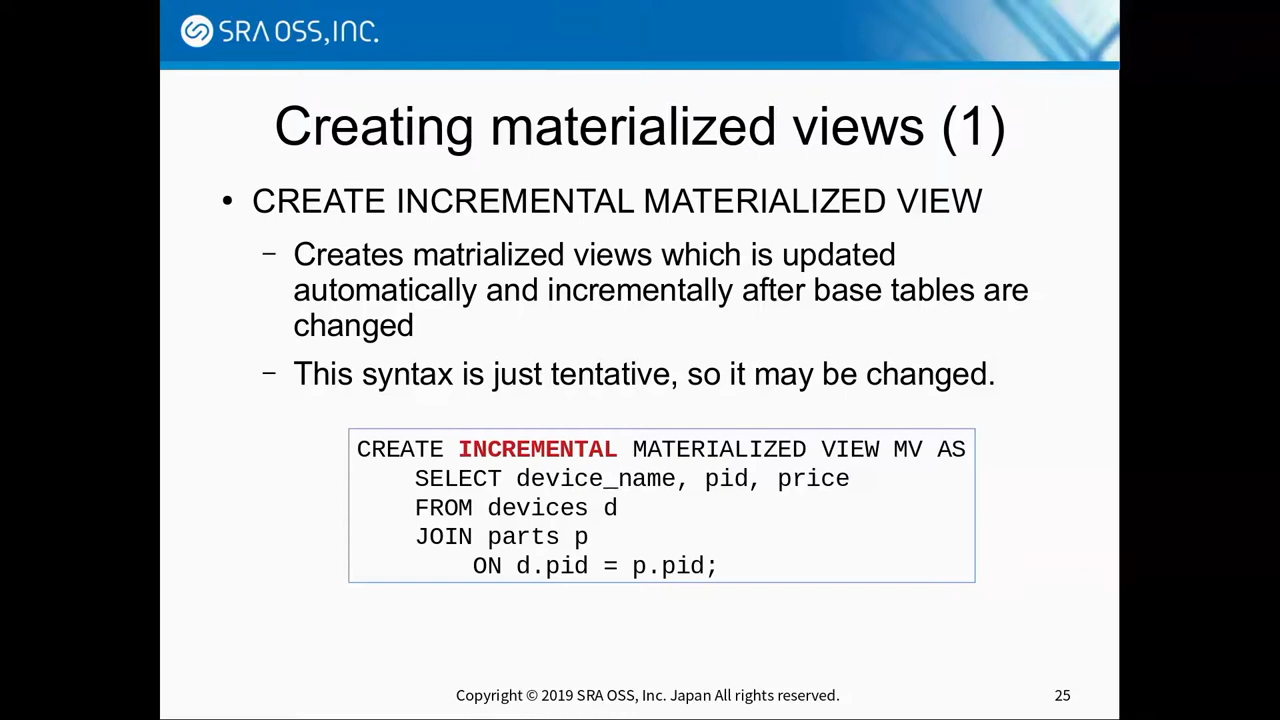 SRA OSS, INC.
Creating materialized views (1)
• CREATE INCREMENTAL MATERIALIZED VIEW
– Creates matrialized views which is updated
automatically and incrementally after base tables are
changed
– This syntax is just tentative, so it may be changed.
CREATE INCREMENTAL MATERIALIZED VIEW MV AS
SELECT device_name, pid, price
FROM devices d
JOIN parts p
ON d.pid = p.pid;
Copyright © 2019 SRA OSS, Inc. Japan All rights reserved.
25